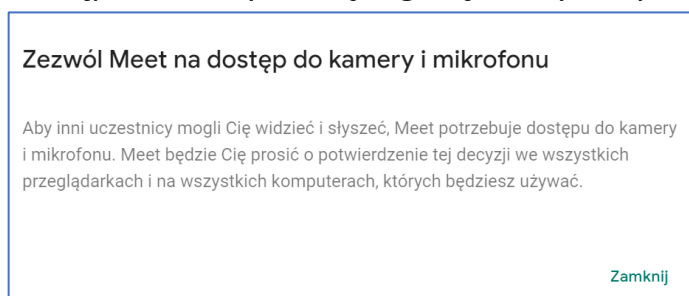 Zezwól Meet na dostęp do kamery i mikrofonu
Aby inni uczestnicy mogli Cię widzieć i słyszeć, Meet potrzebuje dostępu do kamery
i mikrofonu. Meet będzie Cię prosić o potwierdzenie tej decyzji we wszystkich
przeglądarkach i na wszystkich komputerach, których będziesz używać.
Zamknij